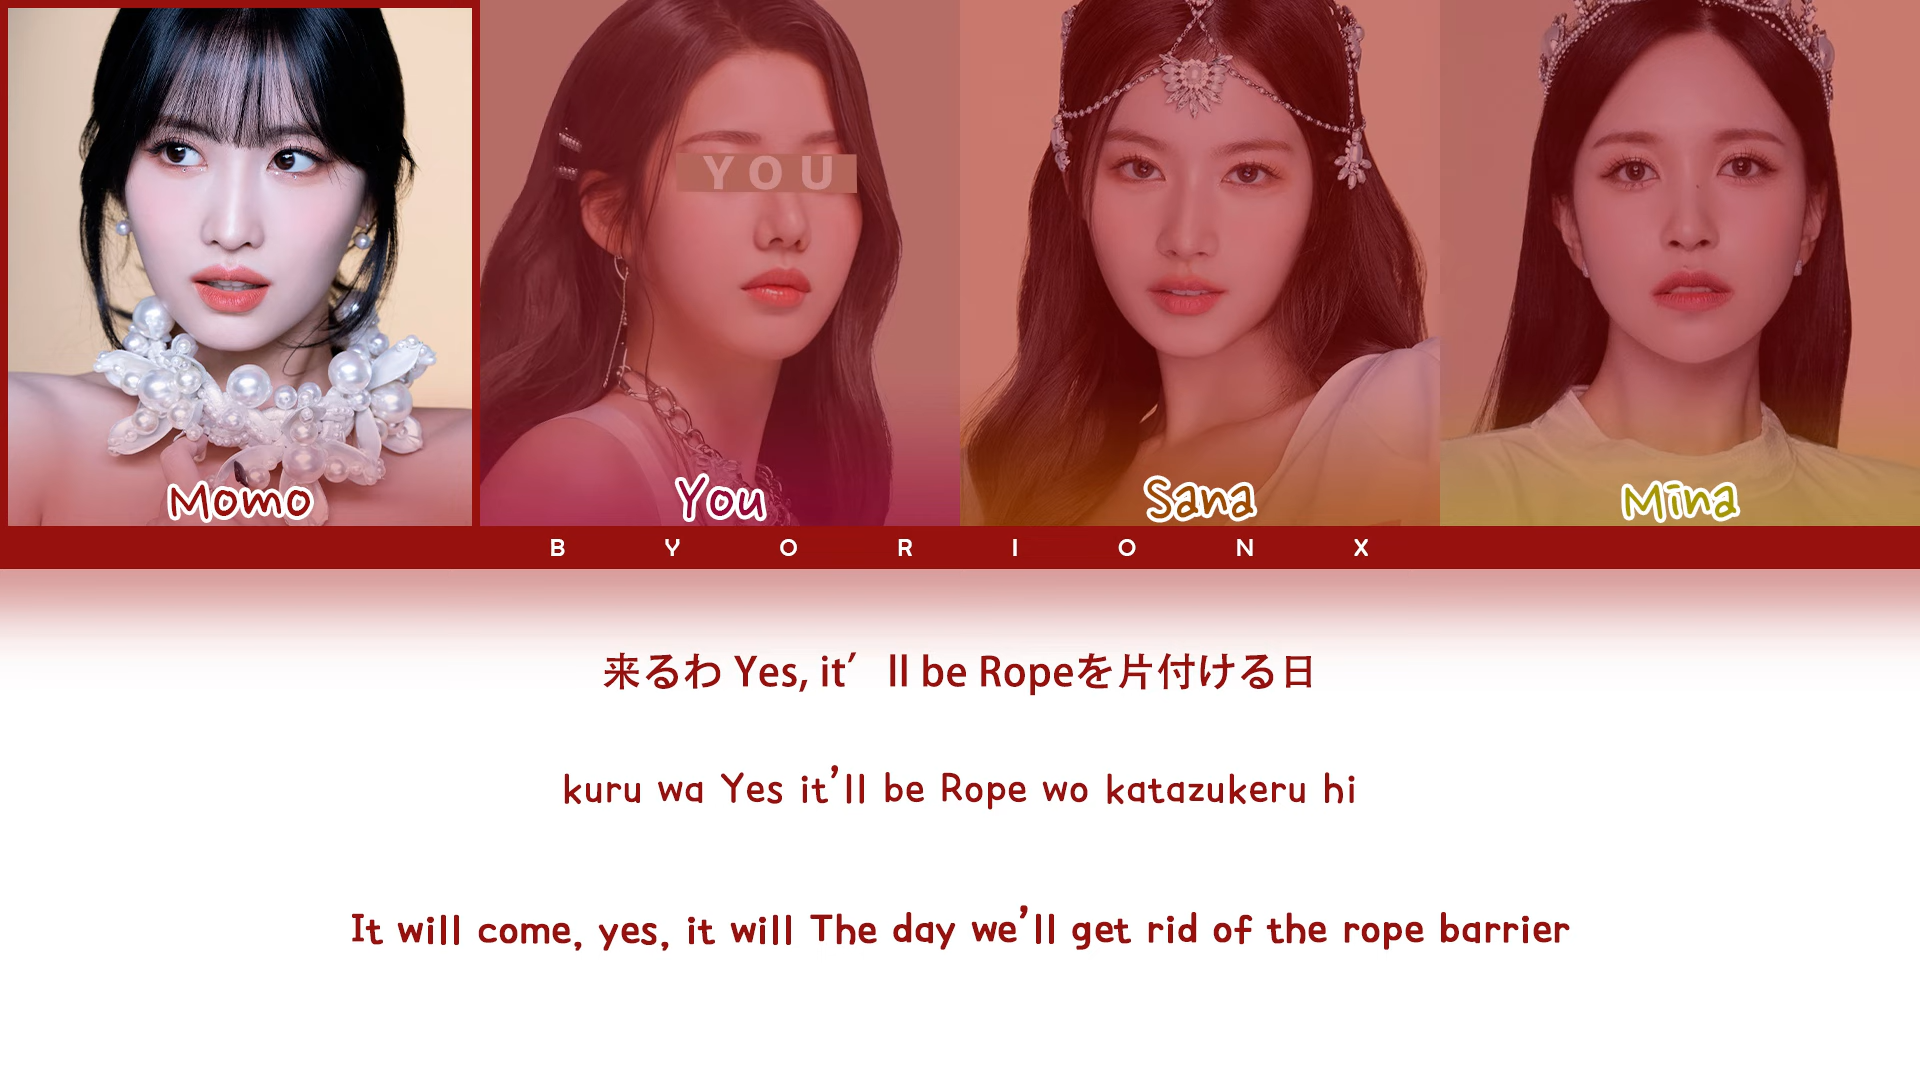 YOU
Momo
You
Sana
Mina
BYORIONX
来るわ Yes, it′ll be Ropeを片付ける日
kuru wa Yes it'll be Rope wo katazukeru hi
It will come, yes, it will The day we'll get rid of the rope barrier